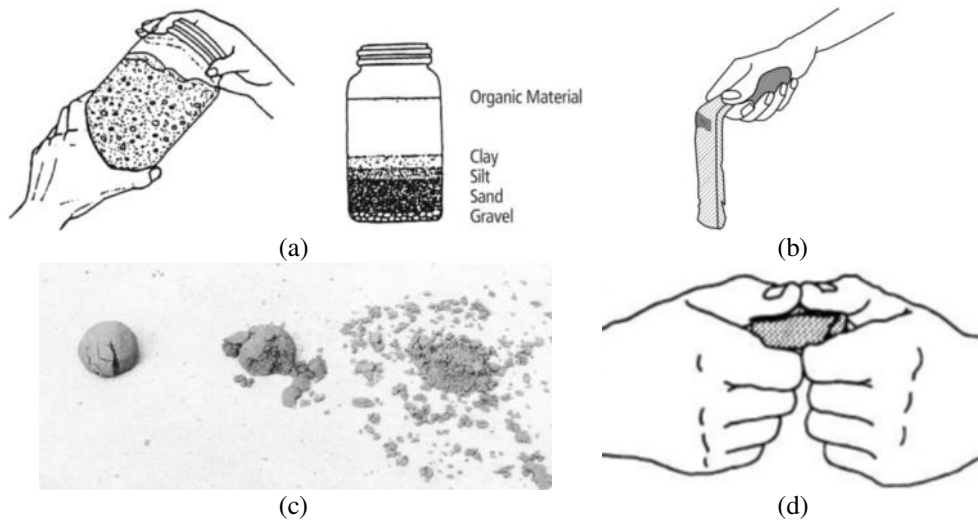 Organic Material
Clay
Silt
Sand
Gravel
(a)
(b)
(c)
(d)